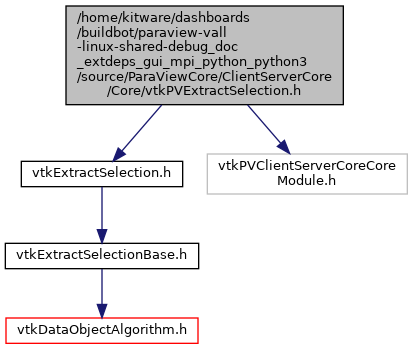 /home/kitware/dashboards
/buildbot/paraview-vall
-linux-shared-debug_doc
_extdeps_gui_mpi_python_python3
/source/ParaViewCore/ClientServerCore
/Core/vtkPVExtractSelection.h
vtkExtractSelection.h
vtkPVClientServerCoreCore
Module.h
vtkExtractSelectionBase.h
vtkDataObjectAlgorithm.h